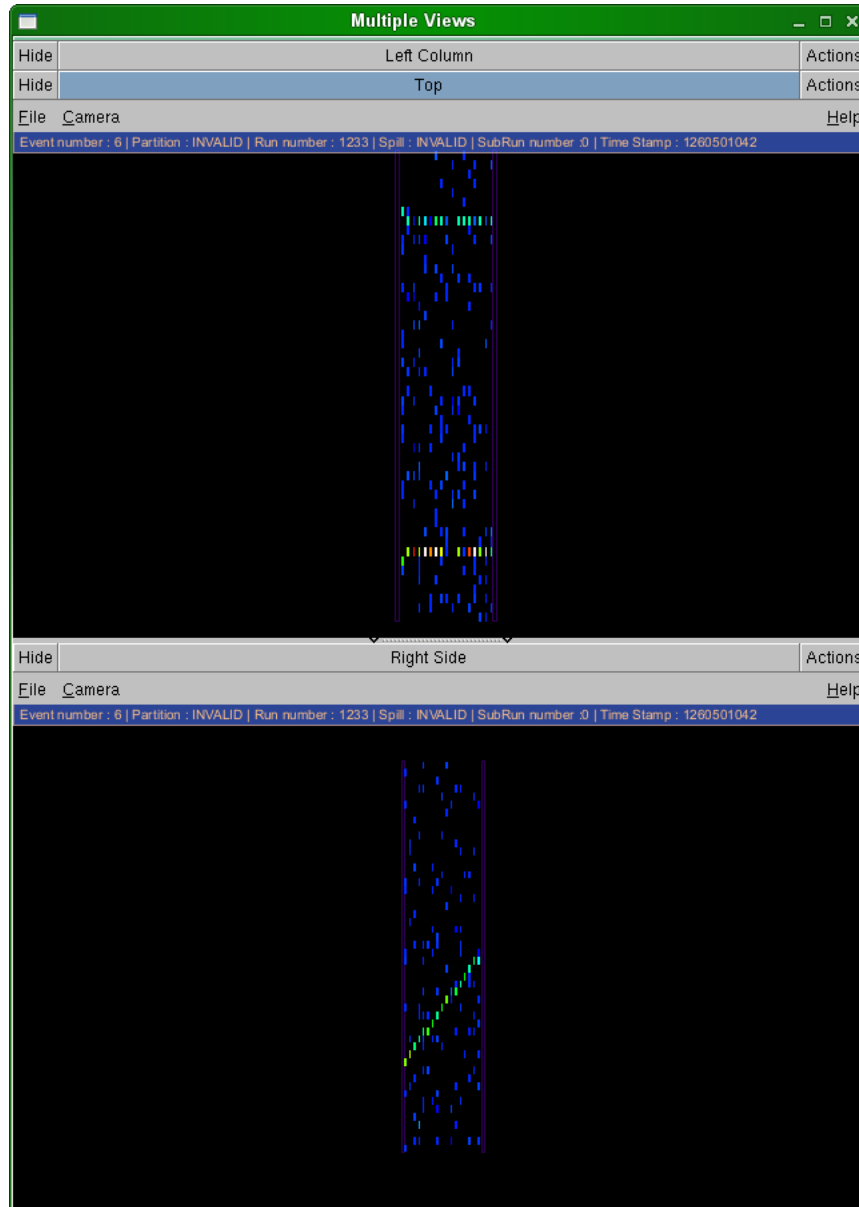 Multiple Views
Hide Left Column Actions
Hide Top Actions
File Camera Help
Event number : 6 | Partition : INVALID | Run number : 1233 | Spill : INVALID | SubRun number :0 | Time Stamp : 1260501042
Hide Right Side Actions
File Camera Help
Event number : 6 | Partition : INVALID | Run number : 1233 | Spill : INVALID | SubRun number :0 | Time Stamp : 1260501042